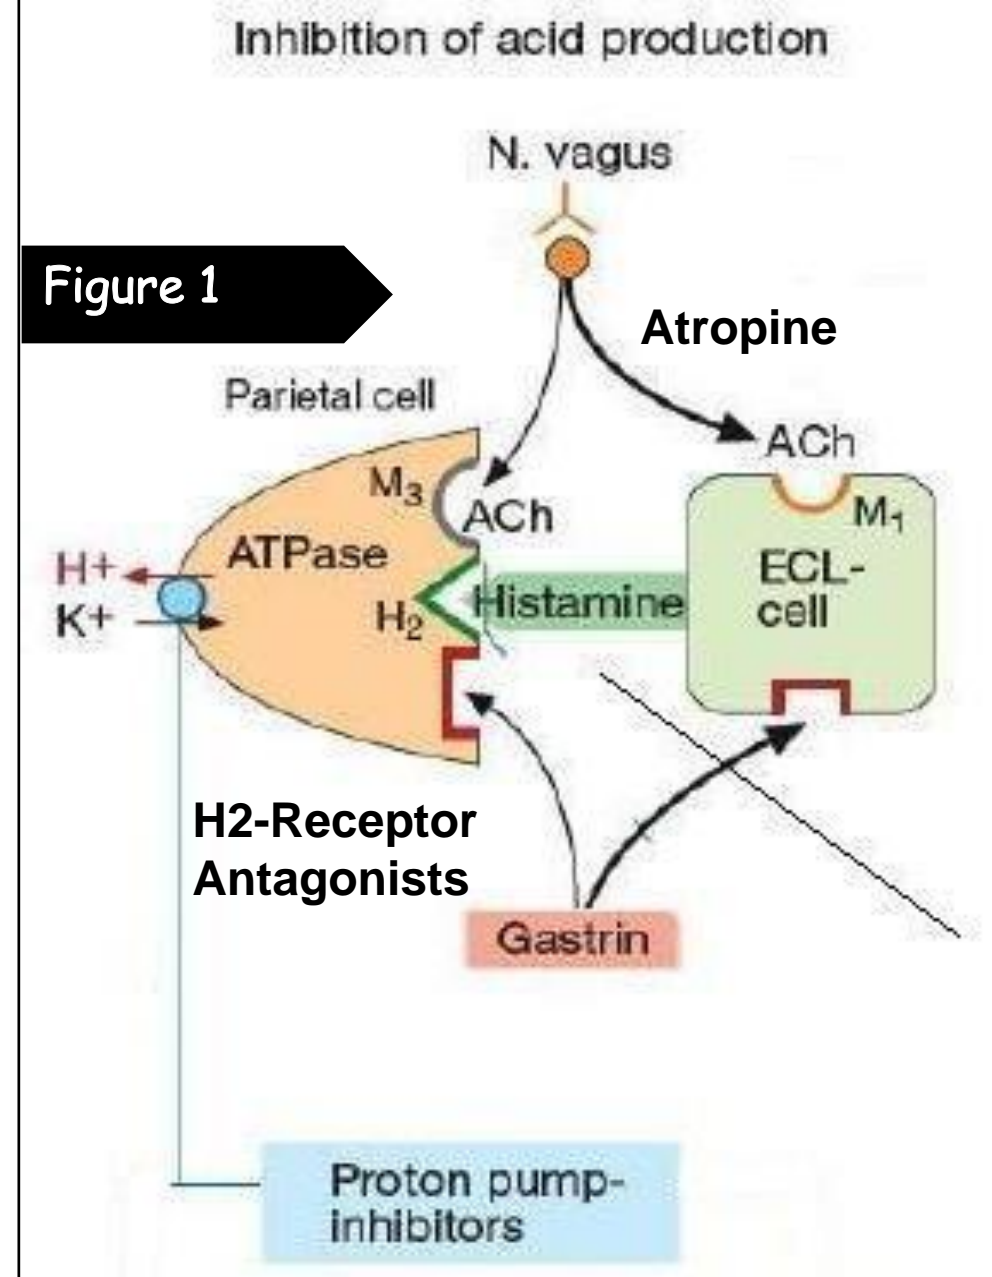 Inhibition of acid production
N. vagus
Figure 1
Atropine
Parietal cell
ACh
M3
ACh
M1
ATPase
H+
K+
H2
Histamine
ECL-
cell
H2-Receptor
Antagonists
Gastrin
Proton pump-
inhibitors